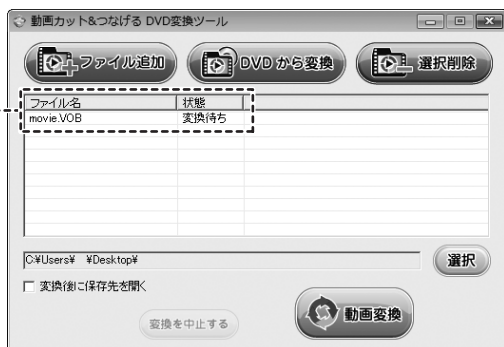 動画カット&つなげる DVD変換ツール
ファイル追加 DVD から変換 選択削除
ファイル名 状態
movie.VOB 変換待ち
C:¥Users¥ ¥Desktop¥ 選択
変換後に保存先を開く
変換を中止する 動画変換